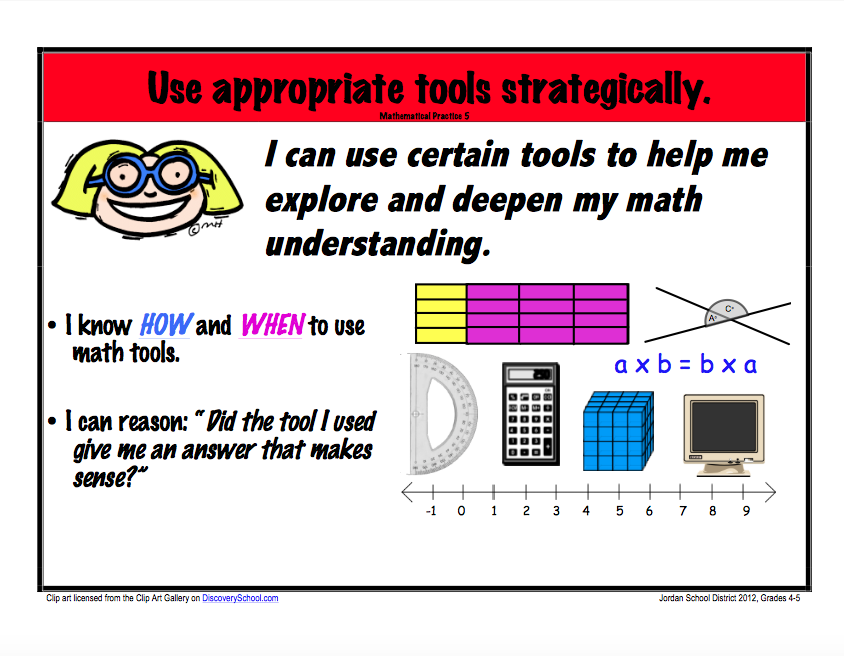 Use appropriate tools strategically.
Mathematical Practice 5
I can use certain tools to help me
explore and deepen my math
understanding.
©MH
• I know HOW and WHEN to use
math tools.
• I can reason: “Did the tool I used
give me an answer that makes
sense?”
C°
A°
a x b = b x a
-1 0 1 2 3 4 5 6 7 8 9
Clip art licensed from the Clip Art Gallery on DiscoverySchool.com
Jordan School District 2012, Grades 4-5